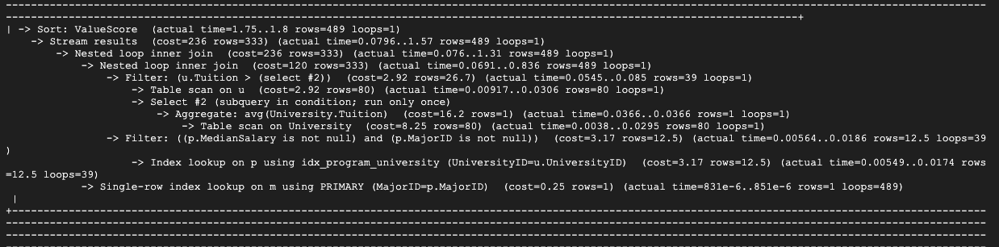 | -> Sort: ValueScore  (actual time=1.75..1.8 rows=489 loops=1)
    -> Stream results  (cost=236 rows=333) (actual time=0.0796..1.57 rows=489 loops=1)
        -> Nested loop inner join  (cost=236 rows=333) (actual time=0.076..1.31 rows=489 loops=1)
            -> Nested loop inner join  (cost=120 rows=333) (actual time=0.0691..0.836 rows=489 loops=1)
                -> Filter: (u.Tuition > (select #2))  (cost=2.92 rows=26.7) (actual time=0.0545..0.085 rows=39 loops=1)
                    -> Table scan on u  (cost=2.92 rows=80) (actual time=0.00917..0.0306 rows=80 loops=1)
                    -> Select #2 (subquery in condition; run only once)
                        -> Aggregate: avg(University.Tuition)  (cost=16.2 rows=1) (actual time=0.0366..0.0366 rows=1 loops=1)
                            -> Table scan on University  (cost=8.25 rows=80) (actual time=0.0038..0.0295 rows=80 loops=1)
                -> Filter: ((p.MedianSalary is not null) and (p.MajorID is not null))  (cost=3.17 rows=12.5) (actual time=0.00564..0.0186 rows=12.5 loops=39
)
                    -> Index lookup on p using idx_program_university (UniversityID=u.UniversityID)  (cost=3.17 rows=12.5) (actual time=0.00549..0.0174 rows
=12.5 loops=39)
            -> Single-row index lookup on m using PRIMARY (MajorID=p.MajorID)  (cost=0.25 rows=1) (actual time=831e-6..851e-6 rows=1 loops=489)
 |